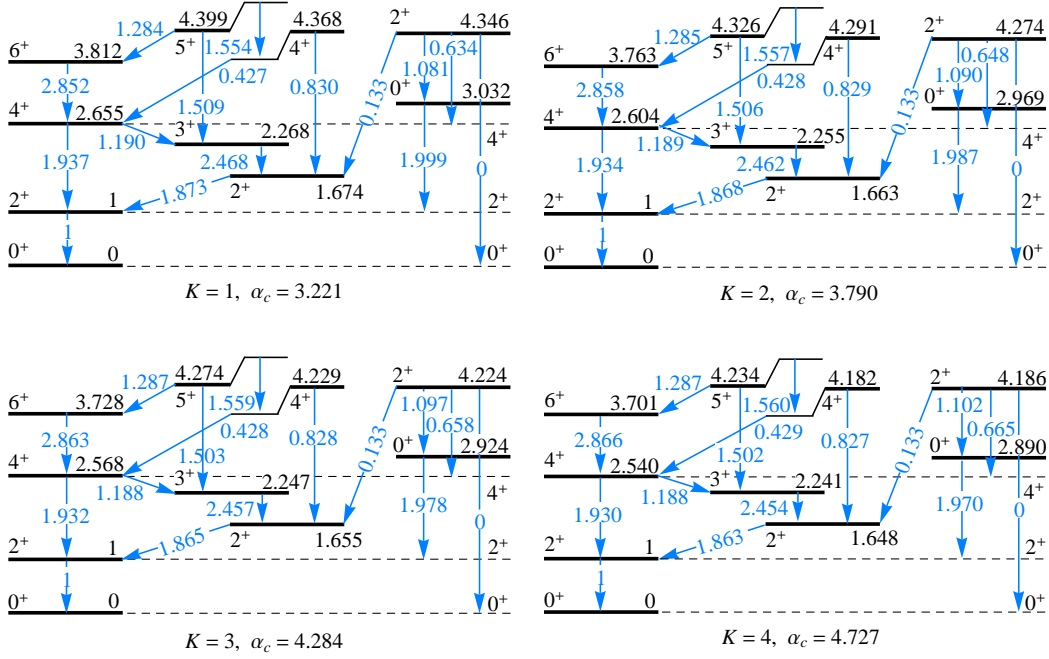 1.284 4.399 4.368 2⁺ 4.346
6⁺ 3.812 5⁺ 1.554 4⁺ 0.634
1.081
2.852 0.427 0.830 0⁺ 3.032
4⁺ 2.655 1.509 0.133
1.190 3⁺ 2.268 4⁺
1.937 2.468 1.999 0
1.873 2⁺ 1.674
2⁺ 1 2⁺
1
0⁺ 0 0⁺
K = 1, α_c = 3.221
1.285 4.326 4.291 2⁺ 4.274
6⁺ 3.763 5⁺ 1.557 4⁺ 0.648
1.090
2.858 0.428 0.829 0⁺ 2.969
4⁺ 2.604 1.506 0.133
1.189 3⁺ 2.255 4⁺
1.934 2.462 1.987 0
1.868 2⁺ 1.663
2⁺ 1 2⁺
1
0⁺ 0 0⁺
K = 2, α_c = 3.790
1.287 4.274 4.229 2⁺ 4.224
6⁺ 3.728 5⁺ 1.559 4⁺ 1.097
0.658
2.863 0.428 0.828 0⁺ 2.924
4⁺ 2.568 1.503 0.133
1.188 3⁺ 2.247 4⁺
1.932 2.457 1.978 0
1.865 2⁺ 1.655
2⁺ 1 2⁺
1
0⁺ 0 0⁺
K = 3, α_c = 4.284
1.287 4.234 4.182 2⁺ 4.186
6⁺ 3.701 5⁺ 1.560 4⁺ 1.102
0.665
2.866 0.429 0.827 0⁺ 2.890
4⁺ 2.540 1.502 0.133
1.188 3⁺ 2.241 4⁺
1.930 2.454 1.970 0
1.863 2⁺ 1.648
2⁺ 1 2⁺
1
0⁺ 0 0⁺
K = 4, α_c = 4.727